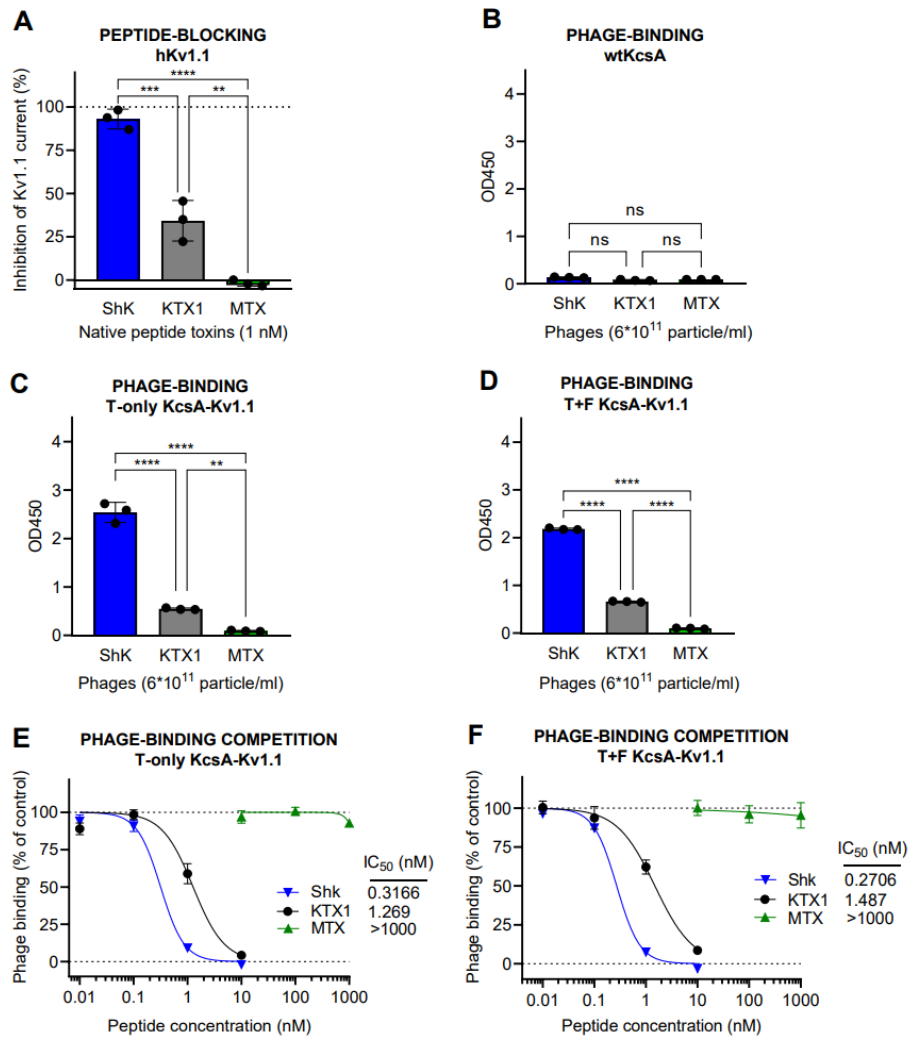 A
PEPTIDE-BLOCKING
hKv1.1
Inhibition of Kv1.1 current (%)
100
75
50
25
0
****
***
**
ShK KTX1 MTX
Native peptide toxins (1 nM)
B
PHAGE-BINDING
wtKcsA
OD450
4
3
2
1
0
ns
ns
ns
ShK KTX1 MTX
Phages (6*10¹¹ particle/ml)
C
PHAGE-BINDING
T-only KcsA-Kv1.1
OD450
4
3
2
1
0
****
****
**
ShK KTX1 MTX
Phages (6*10¹¹ particle/ml)
D
PHAGE-BINDING
T+F KcsA-Kv1.1
OD450
4
3
2
1
0
****
****
****
ShK KTX1 MTX
Phages (6*10¹¹ particle/ml)
E
PHAGE-BINDING COMPETITION
T-only KcsA-Kv1.1
Phage binding (% of control)
100
75
50
25
0
IC₅₀ (nM)
Shk 0.3166
KTX1 1.269
MTX >1000
0.01 0.1 1 10 100 1000
Peptide concentration (nM)
F
PHAGE-BINDING COMPETITION
T+F KcsA-Kv1.1
Phage binding (% of control)
100
75
50
25
0
IC₅₀ (nM)
Shk 0.2706
KTX1 1.487
MTX >1000
0.01 0.1 1 10 100 1000
Peptide concentration (nM)